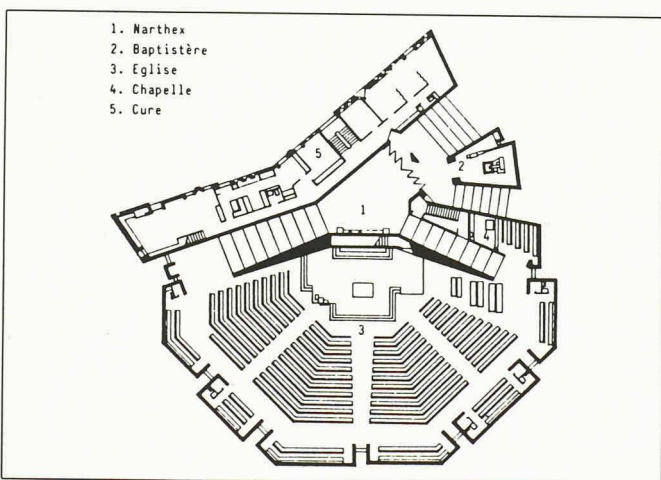 1. Narthex
2. Baptistère
3. Eglise
4. Chapelle
5. Cure
5
2
1
4
3